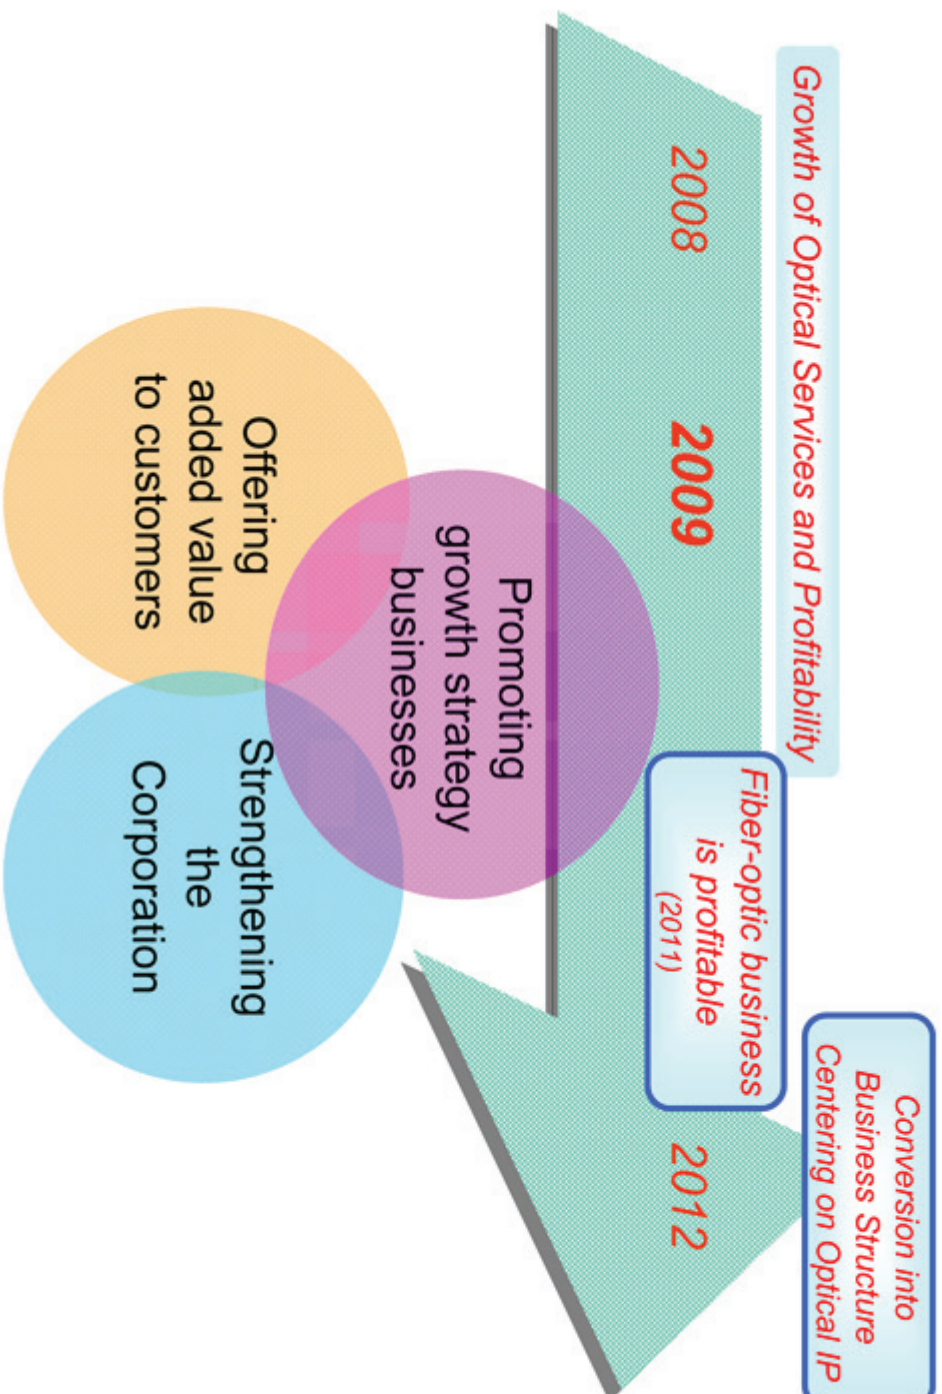 Growth of Optical Services and Profitability
Conversion into
Business Structure
Centering on Optical IP
Fiber-optic business
is profitable
(2011)
2008
2009
2012
Promoting
growth strategy
businesses
Offering
added value
to customers
Strengthening
the
Corporation